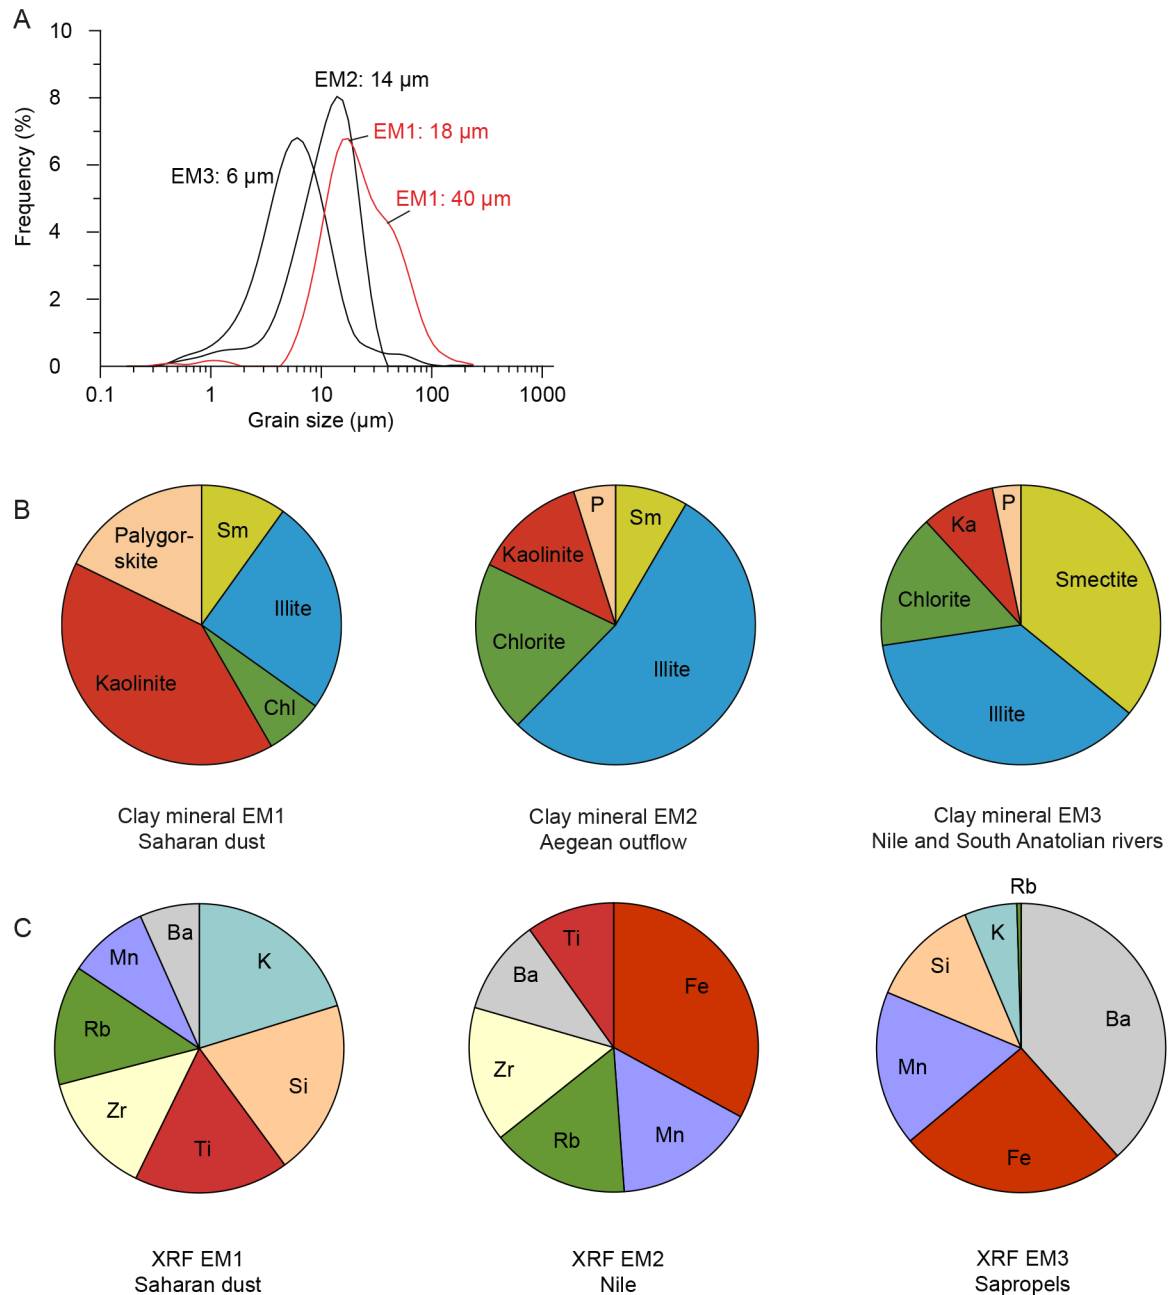 A
10
8
6
4
2
0
Frequency (%)
EM2: 14 µm
EM1: 18 µm
EM3: 6 µm
EM1: 40 µm
0.1
1
10
100
1000
Grain size (µm)
B
Palygor-
skite
Sm
Illite
Chl
Kaolinite
Clay mineral EM1
Saharan dust
P
Sm
Kaolinite
Chlorite
Illite
Clay mineral EM2
Aegean outflow
P
Ka
Smectite
Chlorite
Illite
Clay mineral EM3
Nile and South Anatolian rivers
C
Ba
K
Mn
Rb
Si
Zr
Ti
XRF EM1
Saharan dust
Ti
Ba
Fe
Zr
Rb
Mn
XRF EM2
Nile
Rb
K
Si
Ba
Mn
Fe
XRF EM3
Sapropels